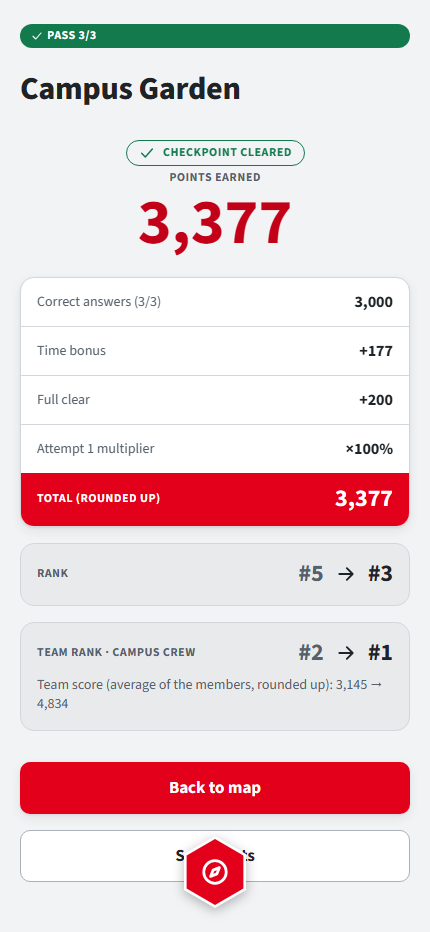 PASS 3/3
Campus Garden
CHECKPOINT CLEARED
POINTS EARNED
3,377
Correct answers (3/3) 3,000
Time bonus +177
Full clear +200
Attempt 1 multiplier ×100%
TOTAL (ROUNDED UP) 3,377
RANK #5 → #3
TEAM RANK · CAMPUS CREW #2 → #1
Team score (average of the members, rounded up): 3,145 →
4,834
Back to map